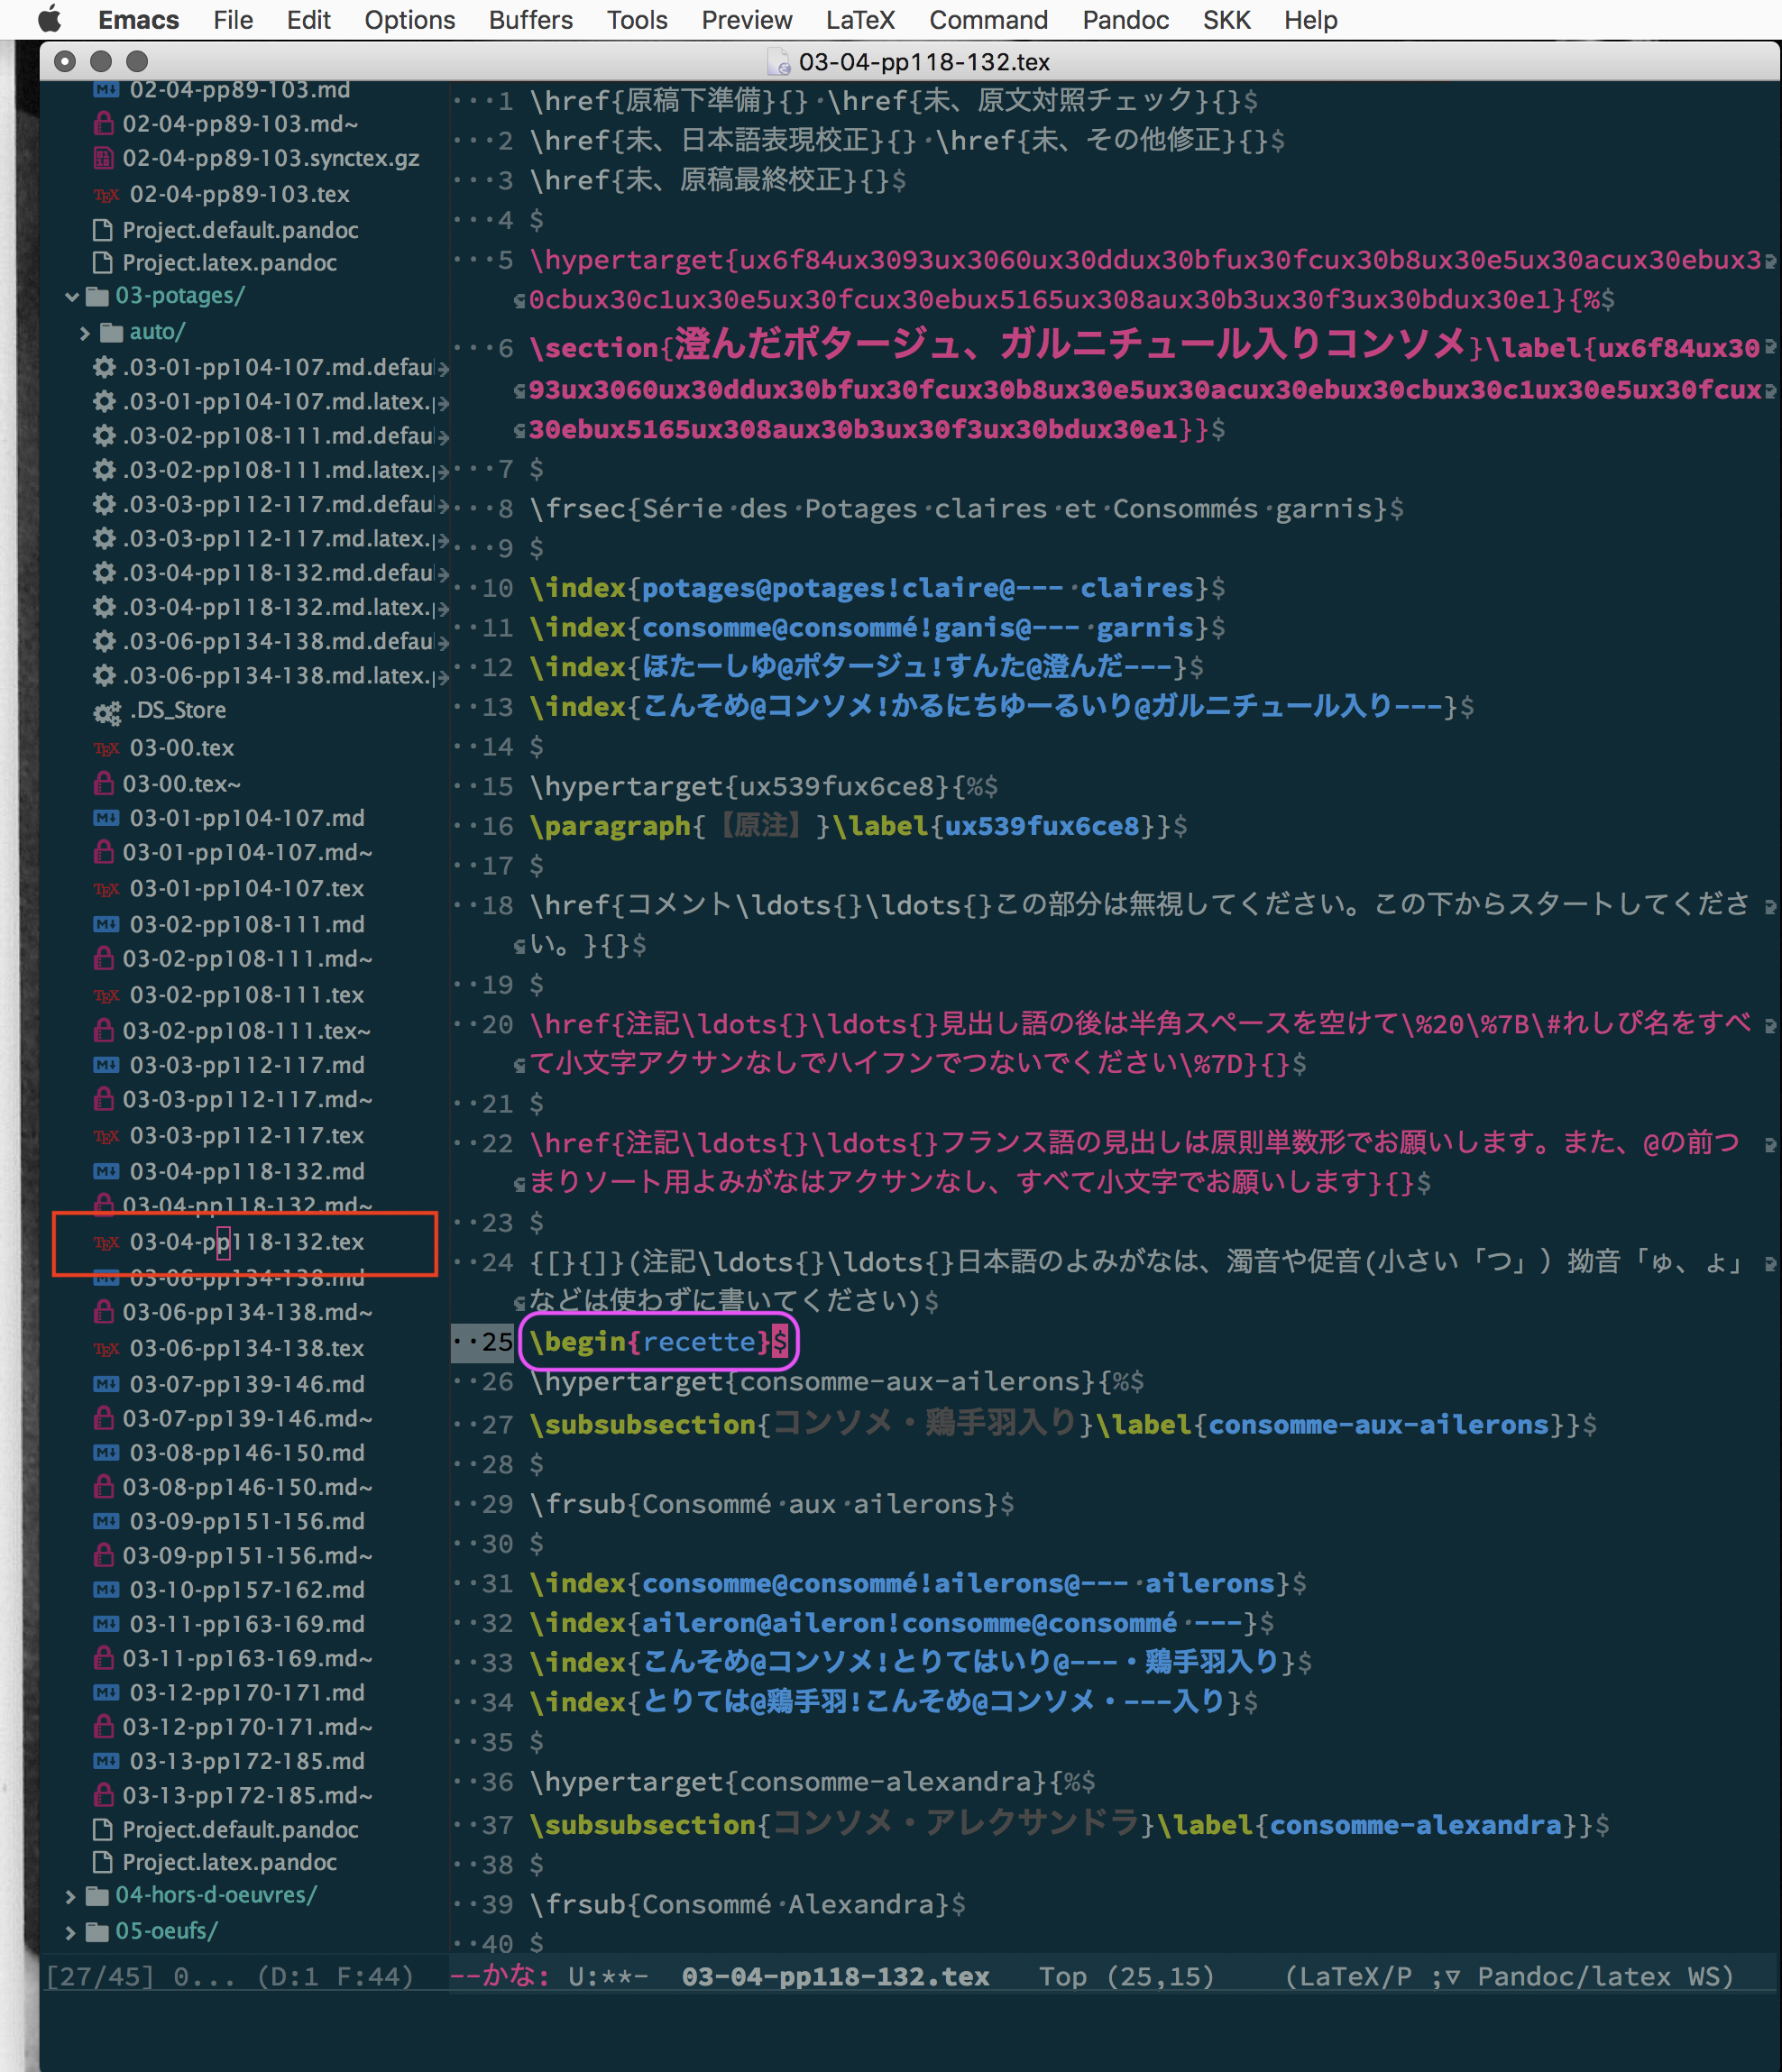 Emacs File Edit Options Buffers Tools Preview LaTeX Command Pandoc SKK Help
03-04-pp118-132.tex
02-04-pp89-103.md
02-04-pp89-103.md~
02-04-pp89-103.synctex.gz
02-04-pp89-103.tex
Project.default.pandoc
Project.latex.pandoc
03-potages/
auto/
.03-01-pp104-107.md.defau
.03-01-pp104-107.md.latex.
.03-02-pp108-111.md.defau
.03-02-pp108-111.md.latex.
.03-03-pp112-117.md.defau
.03-03-pp112-117.md.latex.
.03-04-pp118-132.md.defau
.03-04-pp118-132.md.latex.
.03-06-pp134-138.md.defau
.03-06-pp134-138.md.latex.
.DS_Store
03-00.tex
03-00.tex~
03-01-pp104-107.md
03-01-pp104-107.md~
03-01-pp104-107.tex
03-02-pp108-111.md
03-02-pp108-111.md~
03-02-pp108-111.tex
03-02-pp108-111.tex~
03-03-pp112-117.md
03-03-pp112-117.md~
03-03-pp112-117.tex
03-04-pp118-132.md
03-04-pp118-132.md~
03-04-pp118-132.tex
03-06-pp134-138.md
03-06-pp134-138.md~
03-06-pp134-138.tex
03-07-pp139-146.md
03-07-pp139-146.md~
03-08-pp146-150.md
03-08-pp146-150.md~
03-09-pp151-156.md
03-09-pp151-156.md~
03-10-pp157-162.md
03-11-pp163-169.md
03-11-pp163-169.md~
03-12-pp170-171.md
03-12-pp170-171.md~
03-13-pp172-185.md
03-13-pp172-185.md~
Project.default.pandoc
Project.latex.pandoc
04-hors-d-oeuvres/
05-oeufs/
[27/45] 0... (D:1 F:44)
···1 \href{原稿下準備}{}·\href{未、原文対照チェック}{}$
···2 \href{未、日本語表現校正}{}·\href{未、その他修正}{}$
···3 \href{未、原稿最終校正}{}$
···4 $
···5 \hypertarget{ux6f84ux3093ux3060ux30ddux30bfux30fcux30b8ux30e5ux30acux30ebux3
0cbux30c1ux30e5ux30fcux30ebux5165ux308aux30b3ux30f3ux30bdux30e1}{%$
···6 \section{澄んだポタージュ、ガルニチュール入りコンソメ}\label{ux6f84ux30
93ux3060ux30ddux30bfux30fcux30b8ux30e5ux30acux30ebux30cbux30c1ux30e5ux30fcux
30ebux5165ux308aux30b3ux30f3ux30bdux30e1}}$
···7 $
···8 \frsec{Série·des·Potages·claires·et·Consommés·garnis}$
···9 $
··10 \index{potages@potages!claire@---·claires}$
··11 \index{consomme@consommé!ganis@---·garnis}$
··12 \index{ほたーしゆ@ポタージュ!すんた@澄んだ---}$
··13 \index{こんそめ@コンソメ!かるにちゆーるいり@ガルニチュール入り---}$
··14 $
··15 \hypertarget{ux539fux6ce8}{%$
··16 \paragraph{【原注】}\label{ux539fux6ce8}}$
··17 $
··18 \href{コメント\ldots{}\ldots{}この部分は無視してください。この下からスタートしてくださ
い。}{}$
··19 $
··20 \href{注記\ldots{}\ldots{}見出し語の後は半角スペースを空けて\%20\%7B\#れしぴ名をすべ
て小文字アクサンなしでハイフンでつないでください\%7D}{}$
··21 $
··22 \href{注記\ldots{}\ldots{}フランス語の見出しは原則単数形でお願いします。また、@の前つ
まりソート用よみがなはアクサンなし、すべて小文字でお願いします}{}$
··23 $
··24 {[}{]}(注記\ldots{}\ldots{}日本語のよみがなは、濁音や促音(小さい「つ」）拗音「ゅ、ょ」
などは使わずに書いてください)$
··25 \begin{recette}$
··26 \hypertarget{consomme-aux-ailerons}{%$
··27 \subsubsection{コンソメ・鶏手羽入り}\label{consomme-aux-ailerons}}$
··28 $
··29 \frsub{Consommé·aux·ailerons}$
··30 $
··31 \index{consomme@consommé!ailerons@---·ailerons}$
··32 \index{aileron@aileron!consomme@consommé·---}$
··33 \index{こんそめ@コンソメ!とりてはいり@---・鶏手羽入り}$
··34 \index{とりては@鶏手羽!こんそめ@コンソメ・---入り}$
··35 $
··36 \hypertarget{consomme-alexandra}{%$
··37 \subsubsection{コンソメ・アレクサンドラ}\label{consomme-alexandra}}$
··38 $
··39 \frsub{Consommé·Alexandra}$
··40 $
--かな: U:**- 03-04-pp118-132.tex Top (25,15) (LaTeX/P ;▽ Pandoc/latex WS)